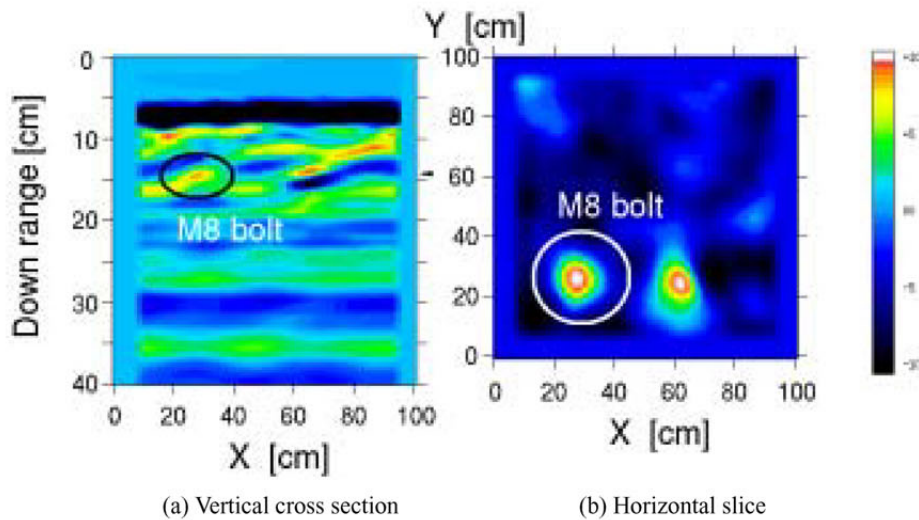 Y [cm]
0
10
20
30
40
Down range [cm]
M8 bolt
0 20 40 60 80 100
X [cm]
100
80
60
40
20
0
M8 bolt
0 20 40 60 80 100
X [cm]
(a) Vertical cross section
(b) Horizontal slice